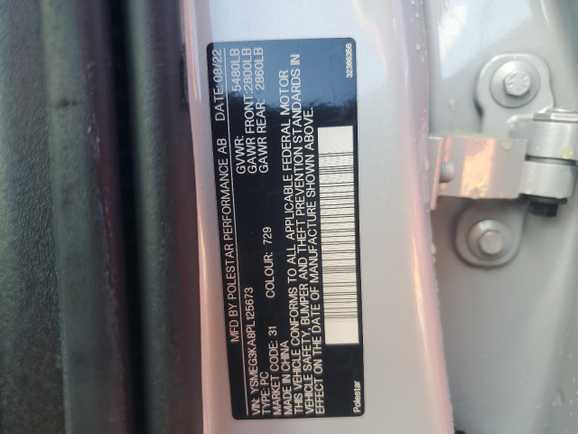 MFD BY POLESTAR PERFORMANCE AB DATE: 08/22
VIN: YSMEG3KA8PL125673 GVWR: 5480LB
TYPE: PC GAWR FRONT: 2800LB
MARKET CODE: 31 COLOUR: 729 GAWR REAR: 2860LB
MADE IN CHINA
THIS VEHICLE CONFORMS TO ALL APPLICABLE FEDERAL MOTOR
VEHICLE SAFETY, BUMPER AND THEFT PREVENTION STANDARDS IN
EFFECT ON THE DATE OF MANUFACTURE SHOWN ABOVE.
Polestar